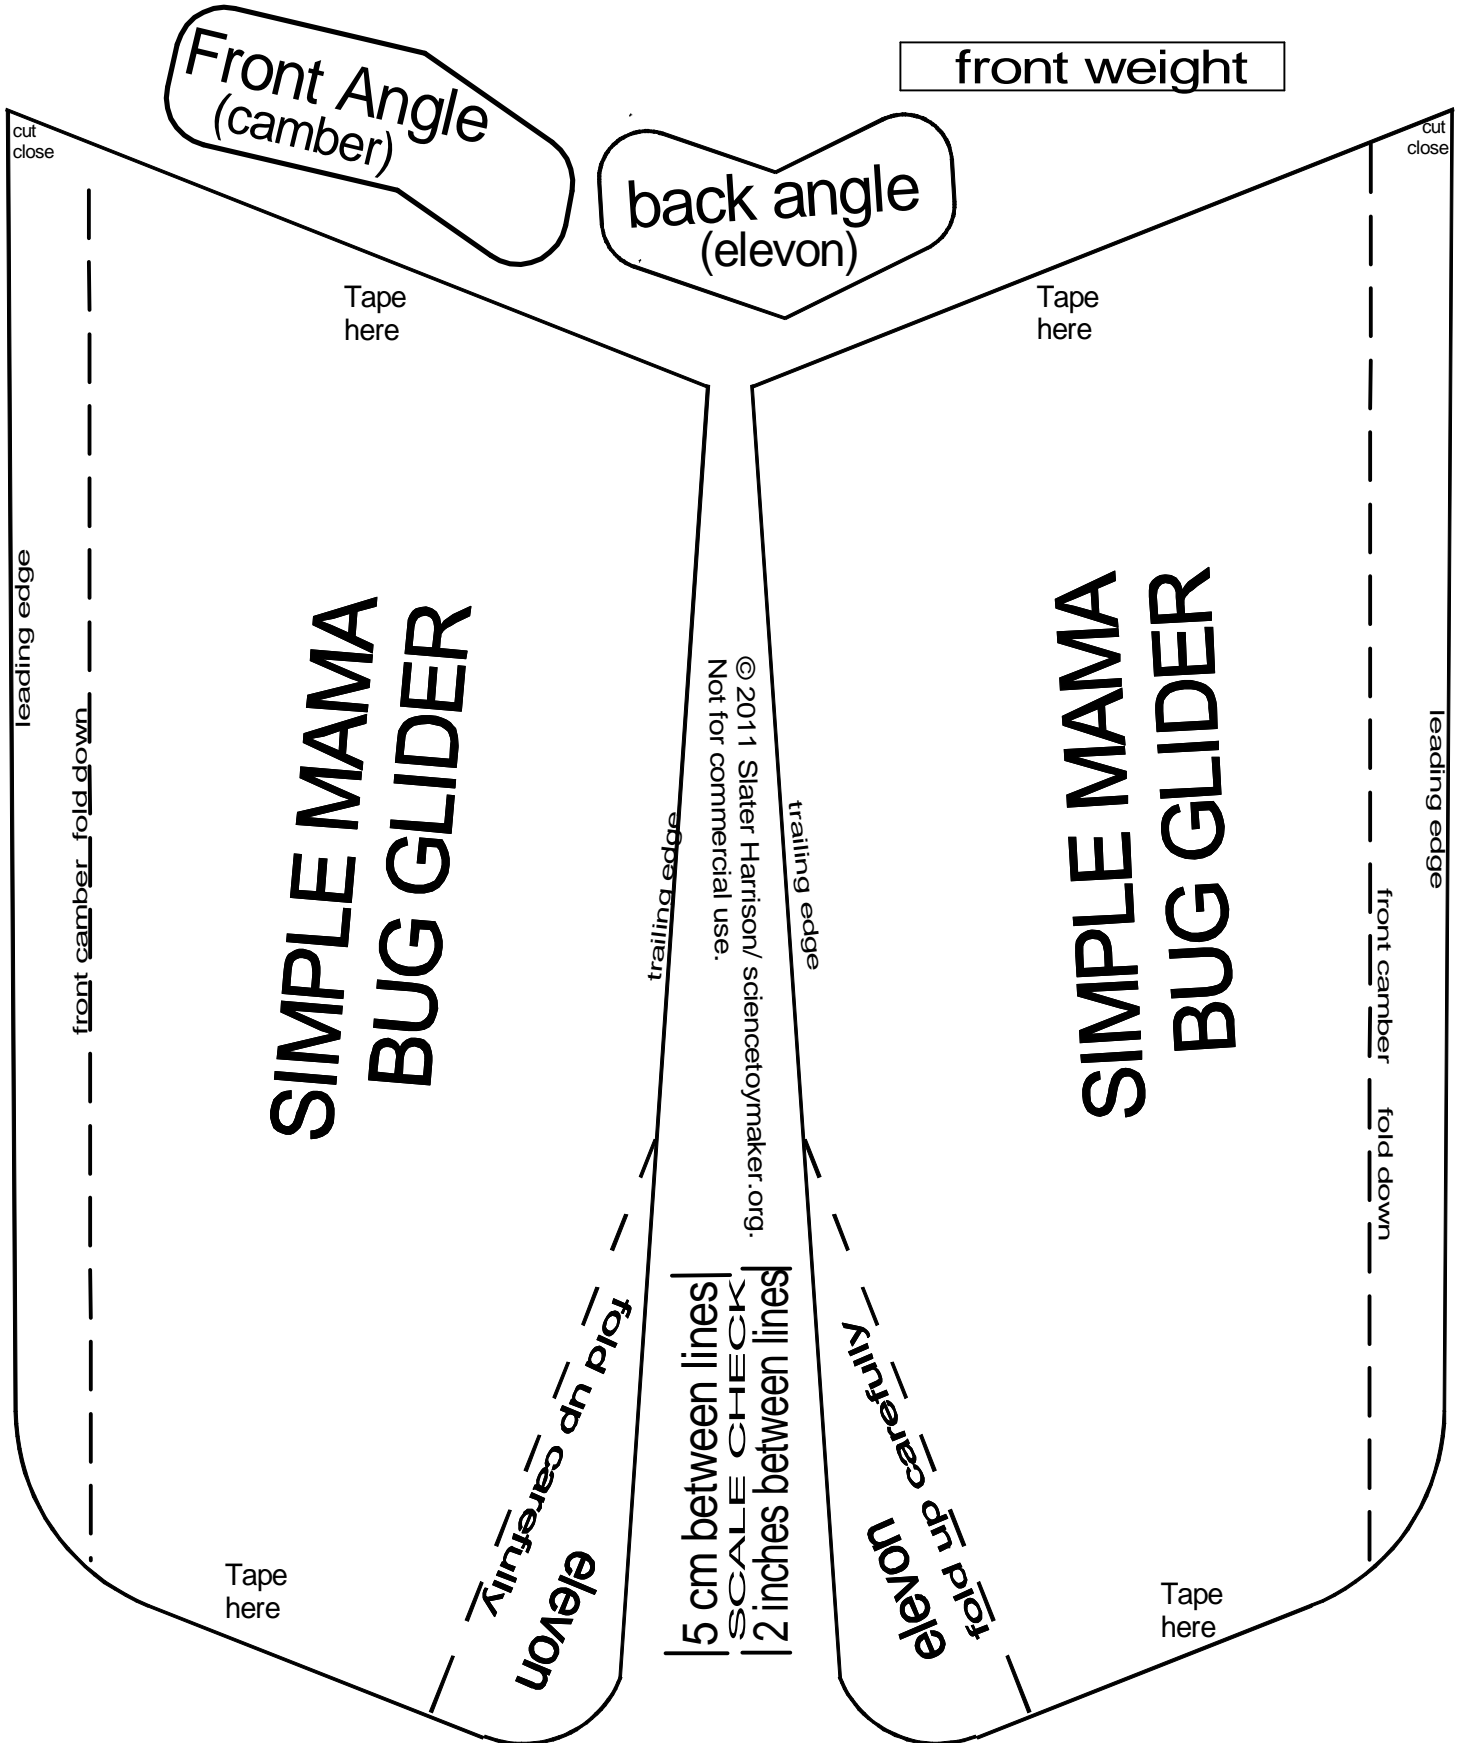 Front Angle
(camber)
front weight
back angle
(elevon)
cut
close
cut
close
Tape
here
Tape
here
leading edge
front camber fold down
SIMPLE MAMA
BUG GLIDER
trailing edge
© 2011 Slater Harrison/ sciencetoymaker.org.
Not for commercial use.
trailing edge
SIMPLE MAMA
BUG GLIDER
front camber fold down
leading edge
fold up carefully
elevon
5 cm between lines
SCALE CHECK
2 inches between lines
fold up carefully
elevon
Tape
here
Tape
here